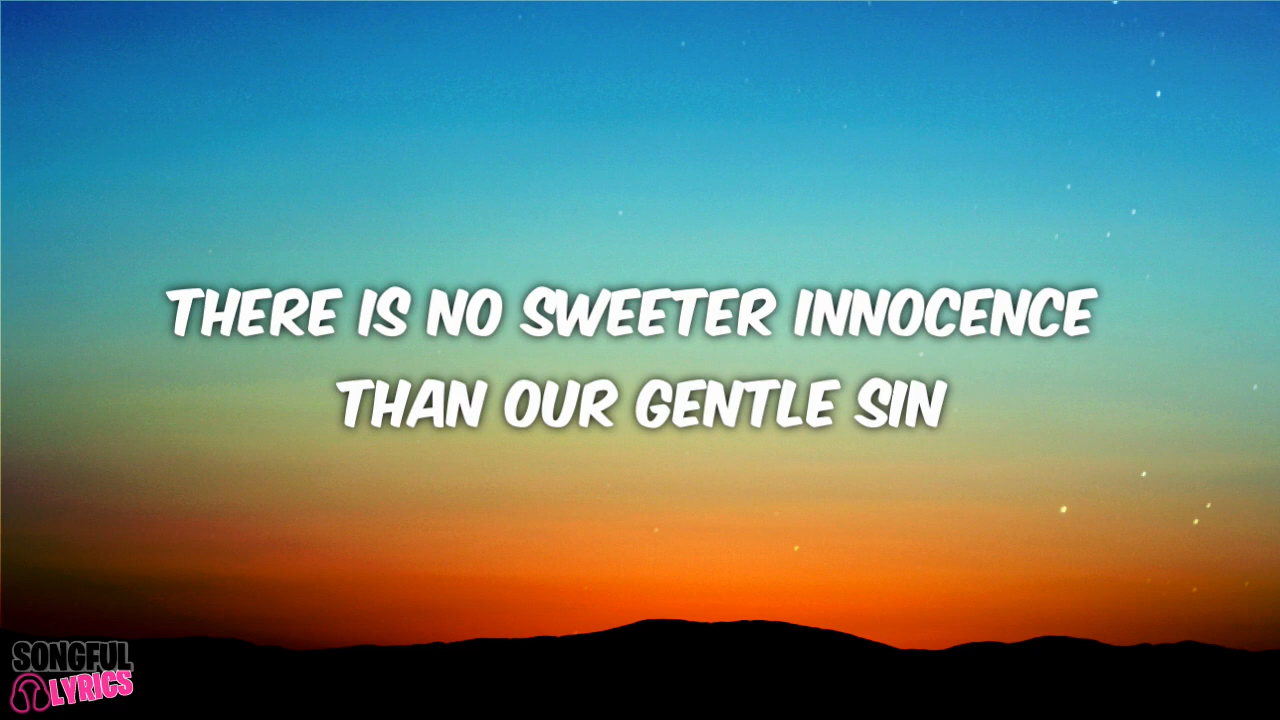 THERE IS NO SWEETER INNOCENCE
THAN OUR GENTLE SIN
SONGFUL
LYRICS